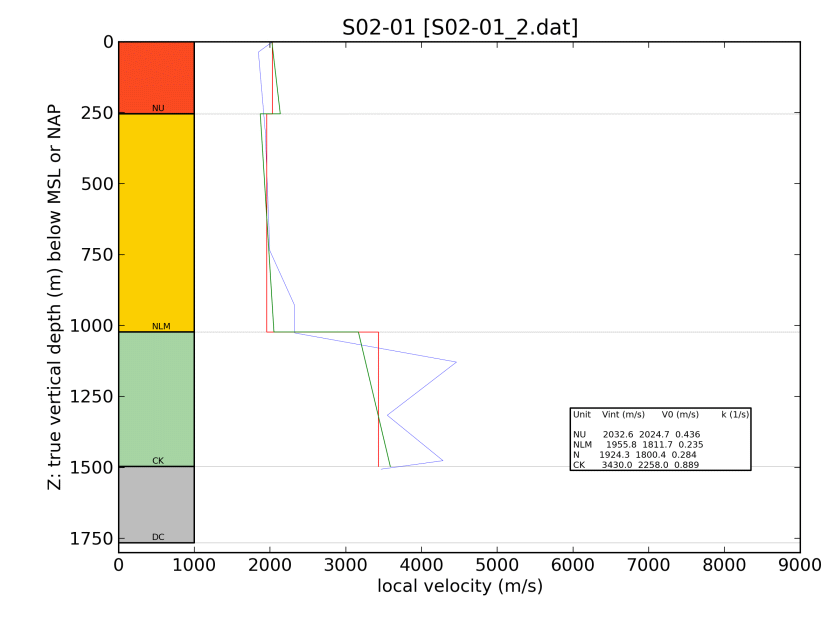 S02-01 [S02-01_2.dat]
Z: true vertical depth (m) below MSL or NAP
0
250
500
750
1000
1250
1500
1750
NU
NLM
CK
DC
Unit Vint (m/s) V0 (m/s) k (1/s)
NU 2032.6 2024.7 0.436
NLM 1955.8 1811.7 0.235
N 1924.3 1800.4 0.284
CK 3430.0 2258.0 0.889
0 1000 2000 3000 4000 5000 6000 7000 8000 9000
local velocity (m/s)